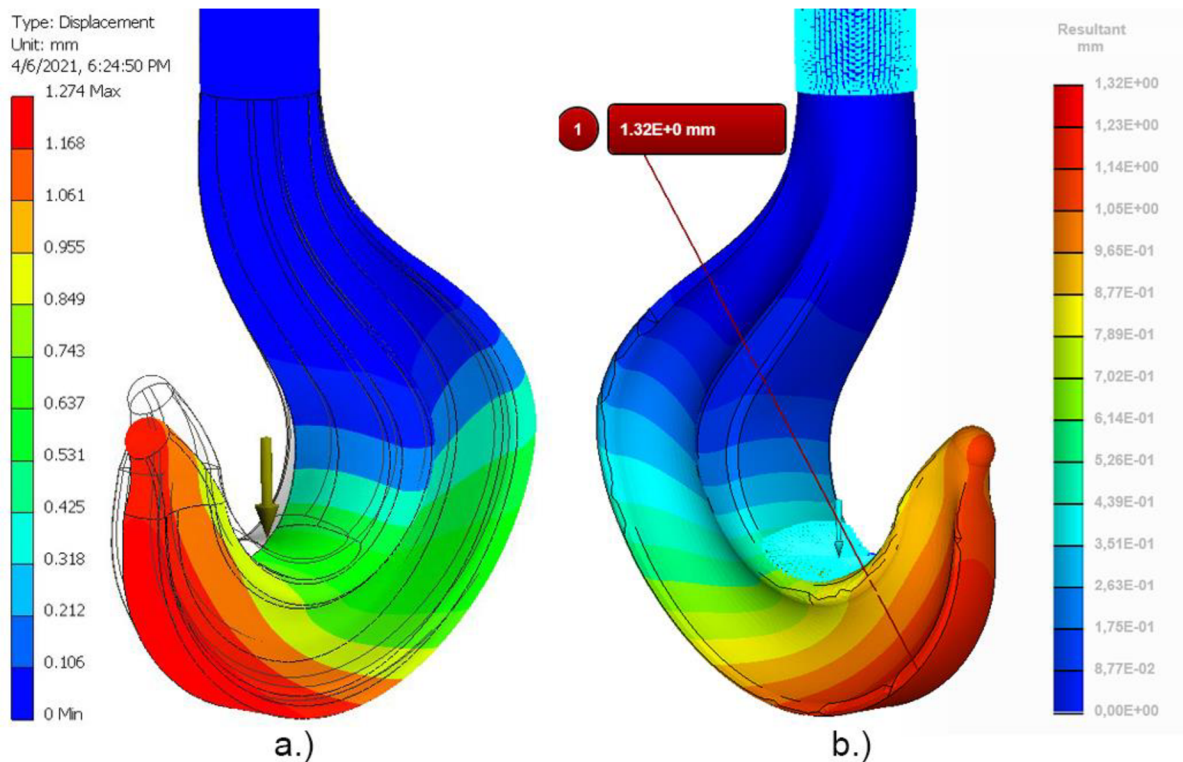 Type: Displacement
Unit: mm
4/6/2021, 6:24:50 PM
1.274 Max
1.168
1.061
0.955
0.849
0.743
0.637
0.531
0.425
0.318
0.212
0.106
0 Min
a.)
1
1.32E+0 mm
Resultant
mm
1,32E+00
1,23E+00
1,14E+00
1,05E+00
9,65E-01
8,77E-01
7,89E-01
7,02E-01
6,14E-01
5,26E-01
4,39E-01
3,51E-01
2,63E-01
1,75E-01
8,77E-02
0,00E+00
b.)